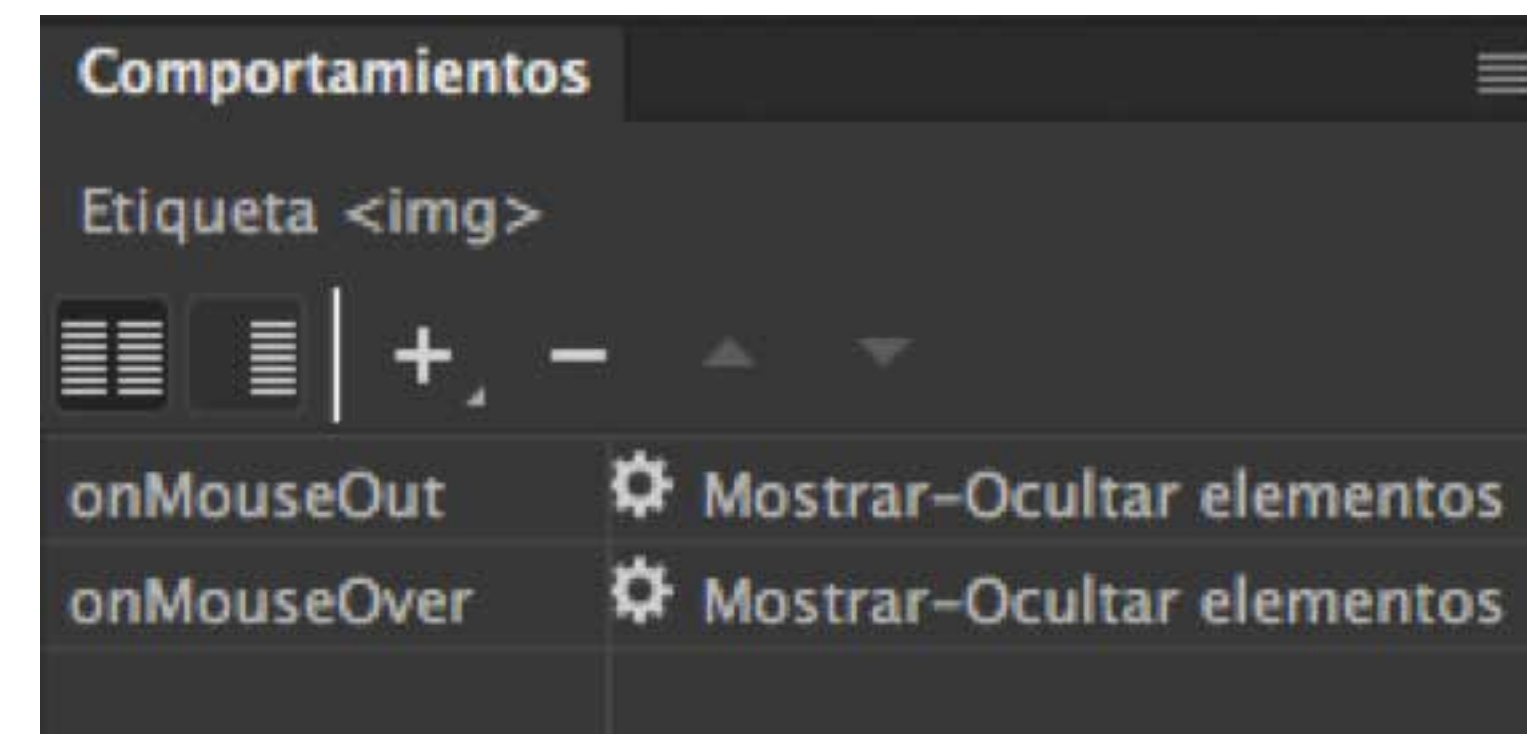 Comportamientos
Etiqueta <img>
onMouseOut Mostrar-Ocultar elementos
onMouseOver Mostrar-Ocultar elementos